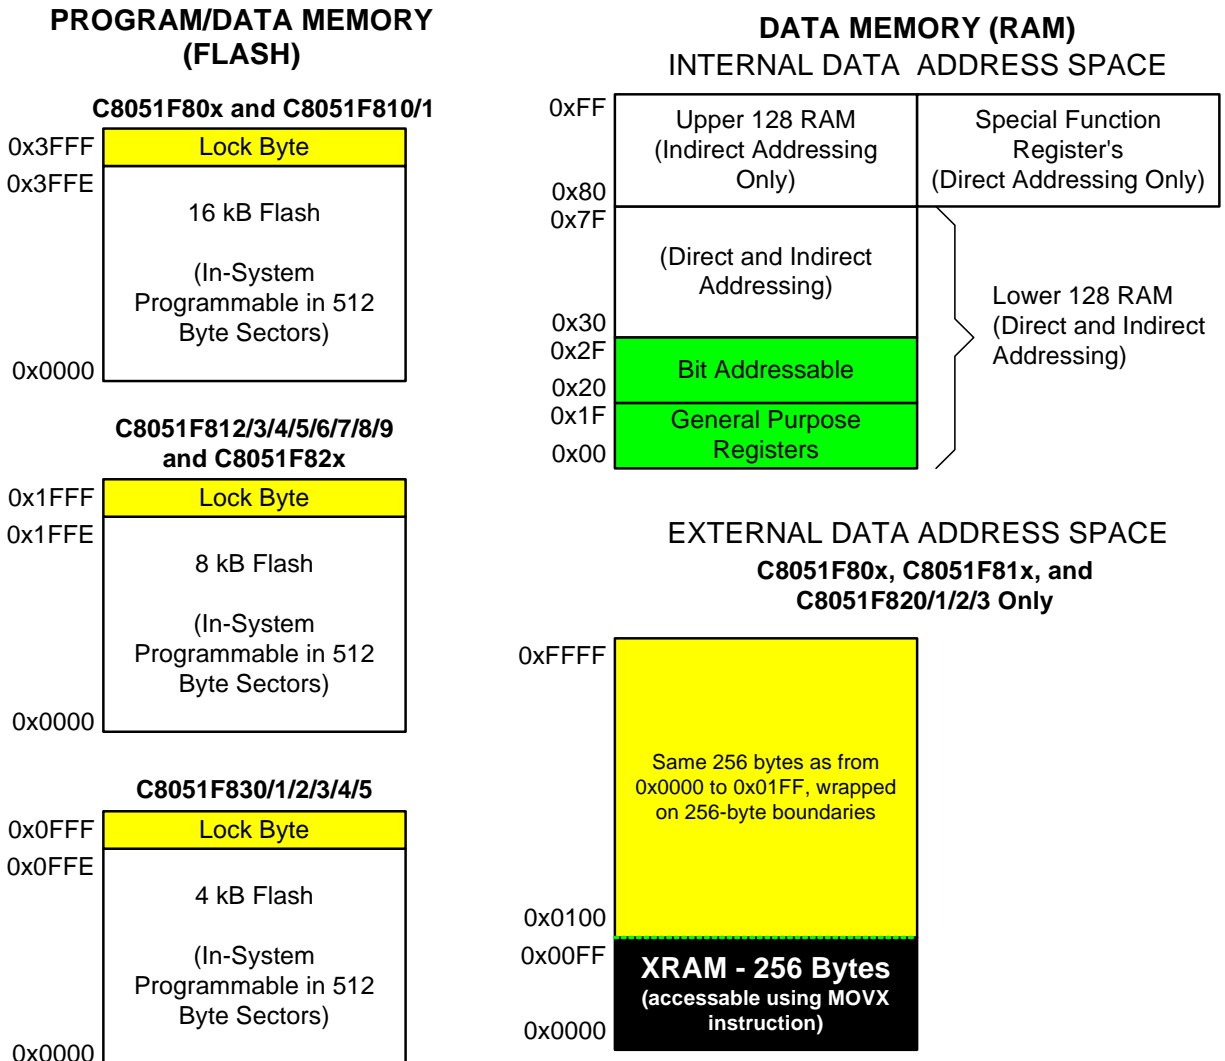 PROGRAM/DATA MEMORY
(FLASH)
C8051F80x and C8051F810/1
0x3FFF
Lock Byte
0x3FFE
16 kB Flash
(In-System
Programmable in 512
Byte Sectors)
0x0000
C8051F812/3/4/5/6/7/8/9
and C8051F82x
0x1FFF
Lock Byte
0x1FFE
8 kB Flash
(In-System
Programmable in 512
Byte Sectors)
0x0000
C8051F830/1/2/3/4/5
0x0FFF
Lock Byte
0x0FFE
4 kB Flash
(In-System
Programmable in 512
Byte Sectors)
0x0000
DATA MEMORY (RAM)
INTERNAL DATA ADDRESS SPACE
0xFF
Upper 128 RAM
(Indirect Addressing
Only)
0x80
Special Function
Register's
(Direct Addressing Only)
0x7F
(Direct and Indirect
Addressing)
0x30
0x2F
Bit Addressable
0x20
0x1F
General Purpose
Registers
0x00
Lower 128 RAM
(Direct and Indirect
Addressing)
EXTERNAL DATA ADDRESS SPACE
C8051F80x, C8051F81x, and
C8051F820/1/2/3 Only
0xFFFF
Same 256 bytes as from
0x0000 to 0x01FF, wrapped
on 256-byte boundaries
0x0100
0x00FF
XRAM - 256 Bytes
(accessable using MOVX
instruction)
0x0000